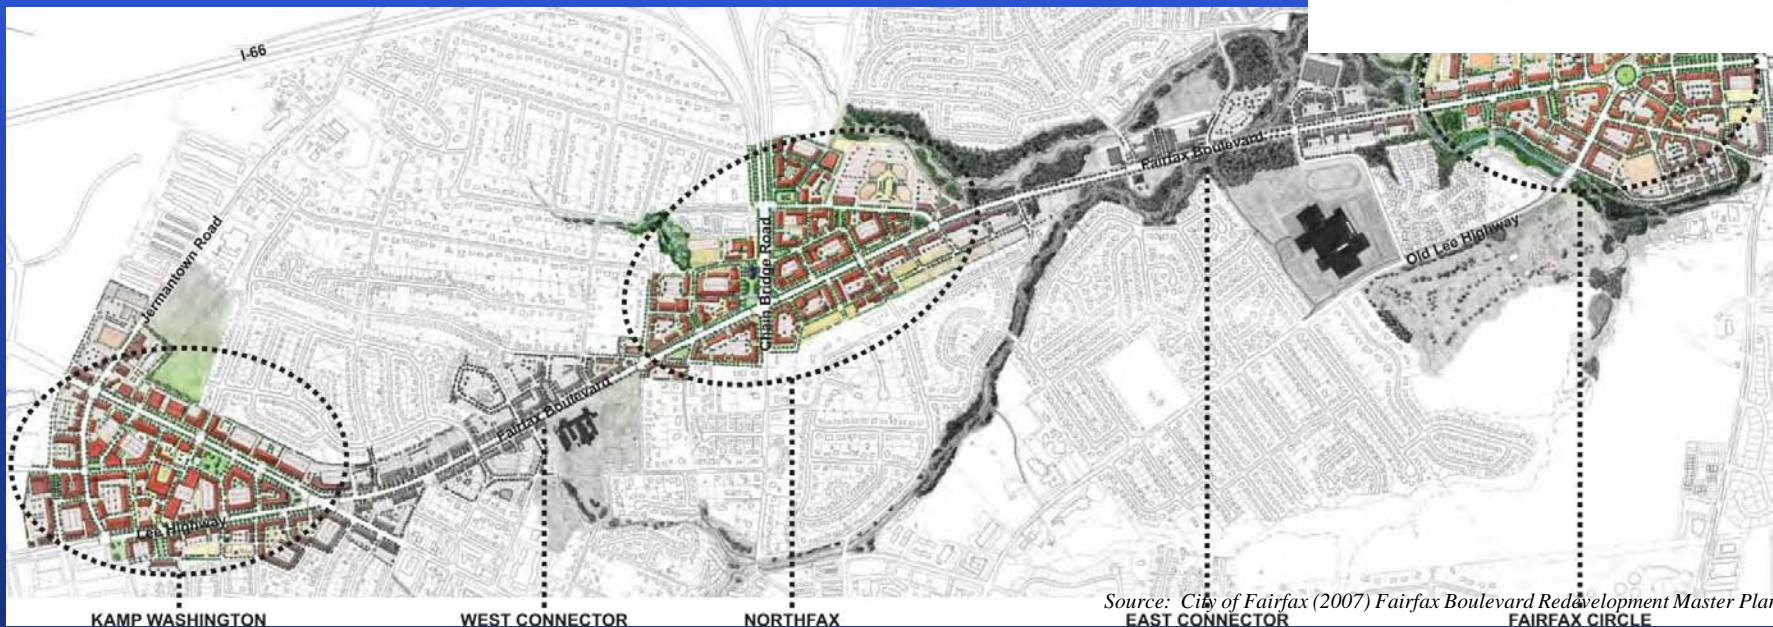 I-66
Fairfax Boulevard
Chain Bridge Road
Jermantown Road
Old Lee Highway
Fairfax Boulevard
Lee Highway
Source: City of Fairfax (2007) Fairfax Boulevard Redevelopment Master Plan
KAMP WASHINGTON
WEST CONNECTOR
NORTHFAX
EAST CONNECTOR
FAIRFAX CIRCLE